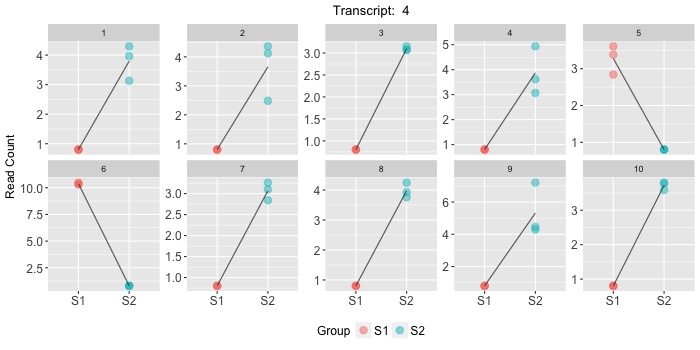 Transcript: 4
1 2 3 4 5
4 3 2 1
4 3 2 1
3.0 2.5 2.0 1.5 1.0
5 4 3 2 1
3 2 1
Read Count
6 7 8 9 10
10.0 7.5 5.0 2.5
3.0 2.5 2.0 1.5 1.0
4 3 2 1
6 4 2
3 2 1
S1 S2 S1 S2 S1 S2 S1 S2 S1 S2
Group S1 S2